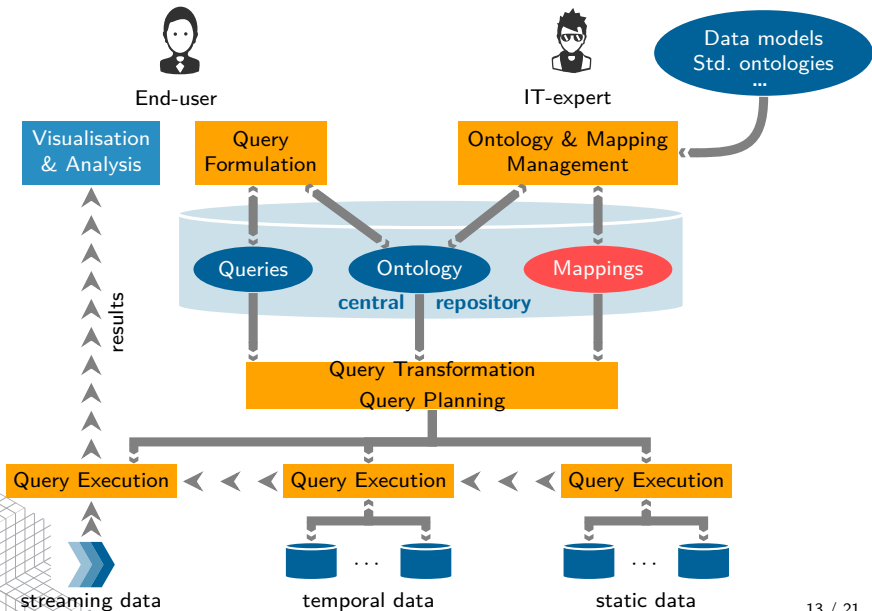 Data models
Std. ontologies
...
End-user
IT-expert
Visualisation
& Analysis
Query
Formulation
Ontology & Mapping
Management
Queries
Ontology
Mappings
central repository
results
Query Transformation
Query Planning
Query Execution
Query Execution
Query Execution
...
...
streaming data
temporal data
static data
13 / 21